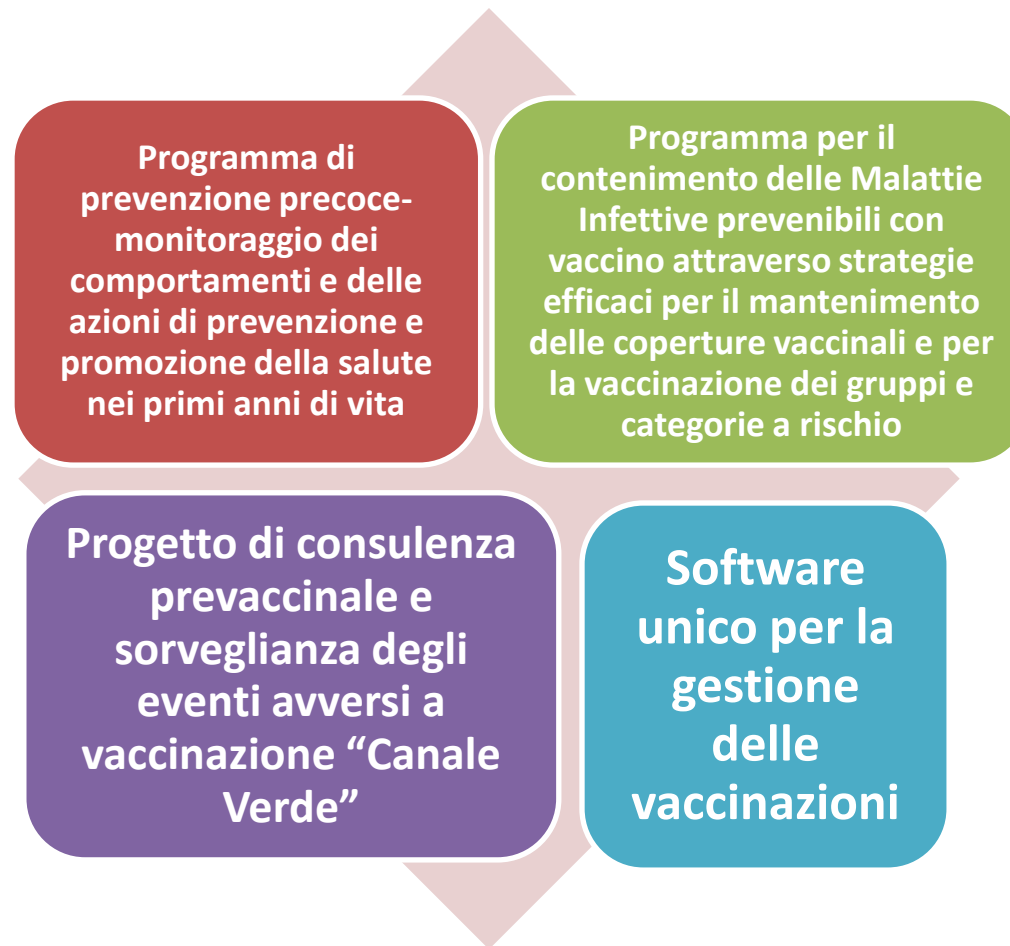 Programma di
prevenzione precoce-
monitoraggio dei
comportamenti e delle
azioni di prevenzione e
promozione della salute
nei primi anni di vita
Programma per il
contenimento delle Malattie
Infettive prevenibili con
vaccino attraverso strategie
efficaci per il mantenimento
delle coperture vaccinali e per
la vaccinazione dei gruppi e
categorie a rischio
Progetto di consulenza
prevaccinale e
sorveglianza degli
eventi avversi a
vaccinazione “Canale
Verde”
Software
unico per la
gestione
delle
vaccinazioni